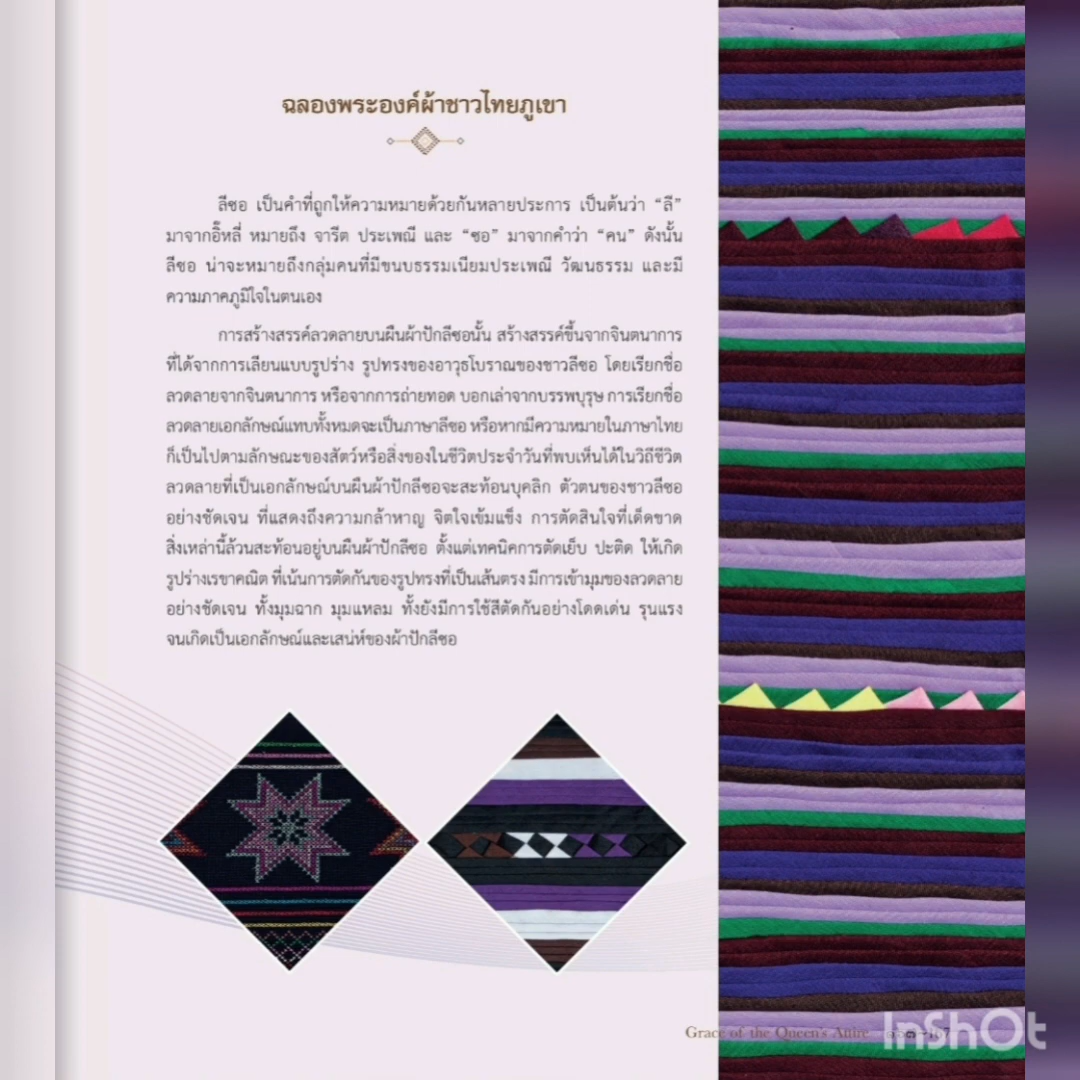 ฉลองพระองค์ผ้าชาวไทยภูเขา
ลีซอ เป็นคำที่ถูกให้ความหมายด้วยกันหลายประการ เป็นต้นว่า “ลี”
มาจากอิ๊หลี่ หมายถึง จารีต ประเพณี และ “ซอ” มาจากคำว่า “คน” ดังนั้น
ลีซอ น่าจะหมายถึงกลุ่มคนที่มีขนบธรรมเนียมประเพณี วัฒนธรรม และมี
ความภาคภูมิใจในตนเอง
การสร้างสรรค์ลวดลายบนผืนผ้าปักลีซอนั้น สร้างสรรค์ขึ้นจากจินตนาการ
ที่ได้จากการเลียนแบบรูปร่าง รูปทรงของอาวุธโบราณของชาวลีซอ โดยเรียกชื่อ
ลวดลายจากจินตนาการ หรือจากการถ่ายทอด บอกเล่าจากบรรพบุรุษ การเรียกชื่อ
ลวดลายเอกลักษณ์แทบทั้งหมดจะเป็นภาษาลีซอ หรือหากมีความหมายในภาษาไทย
ก็เป็นไปตามลักษณะของสัตว์หรือสิ่งของในชีวิตประจำวันที่พบเห็นได้ในวิถีชีวิต
ลวดลายที่เป็นเอกลักษณ์บนผืนผ้าปักลีซอจะสะท้อนบุคลิก ตัวตนของชาวลีซอ
อย่างชัดเจน ที่แสดงถึงความกล้าหาญ จิตใจเข้มแข็ง การตัดสินใจที่เด็ดขาด
สิ่งเหล่านี้ล้วนสะท้อนอยู่บนผืนผ้าปักลีซอ ตั้งแต่เทคนิคการตัดเย็บ ปะติด ให้เกิด
รูปร่างเรขาคณิต ที่เน้นการตัดกันของรูปทรงที่เป็นเส้นตรง มีการเข้ามุมของลวดลาย
อย่างชัดเจน ทั้งมุมฉาก มุมแหลม ทั้งยังมีการใช้สีตัดกันอย่างโดดเด่น รุนแรง
จนเกิดเป็นเอกลักษณ์และเสน่ห์ของผ้าปักลีซอ
Grace of the Queen's Attire
InShOt